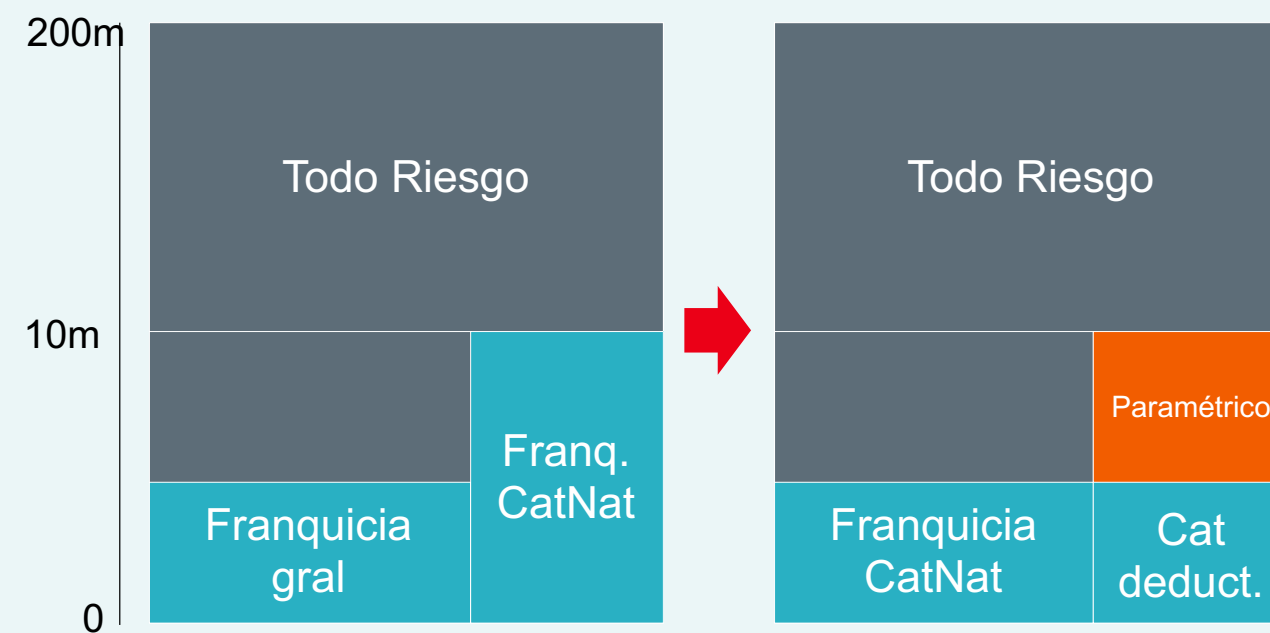 200m
Todo Riesgo
Todo Riesgo
10m
Paramétrico
Franq.
CatNat
Franquicia
gral
Franquicia
CatNat
Cat
deduct.
0